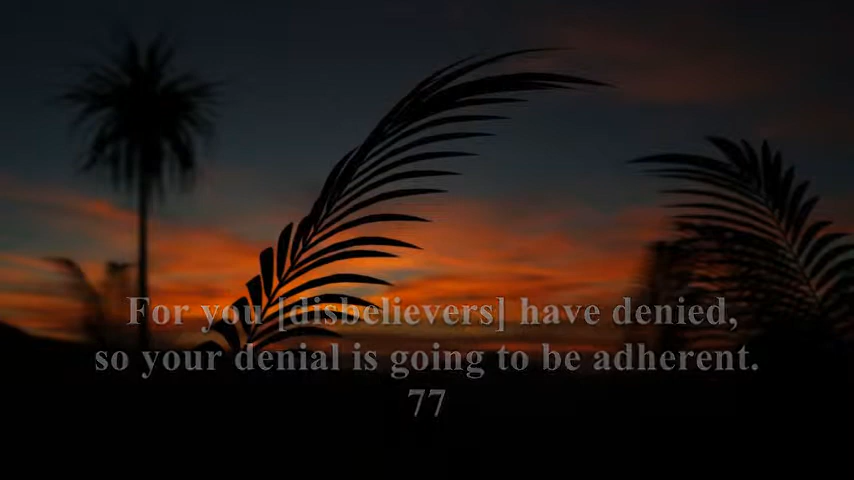 For you [disbelievers] have denied,
so your denial is going to be adherent.
77